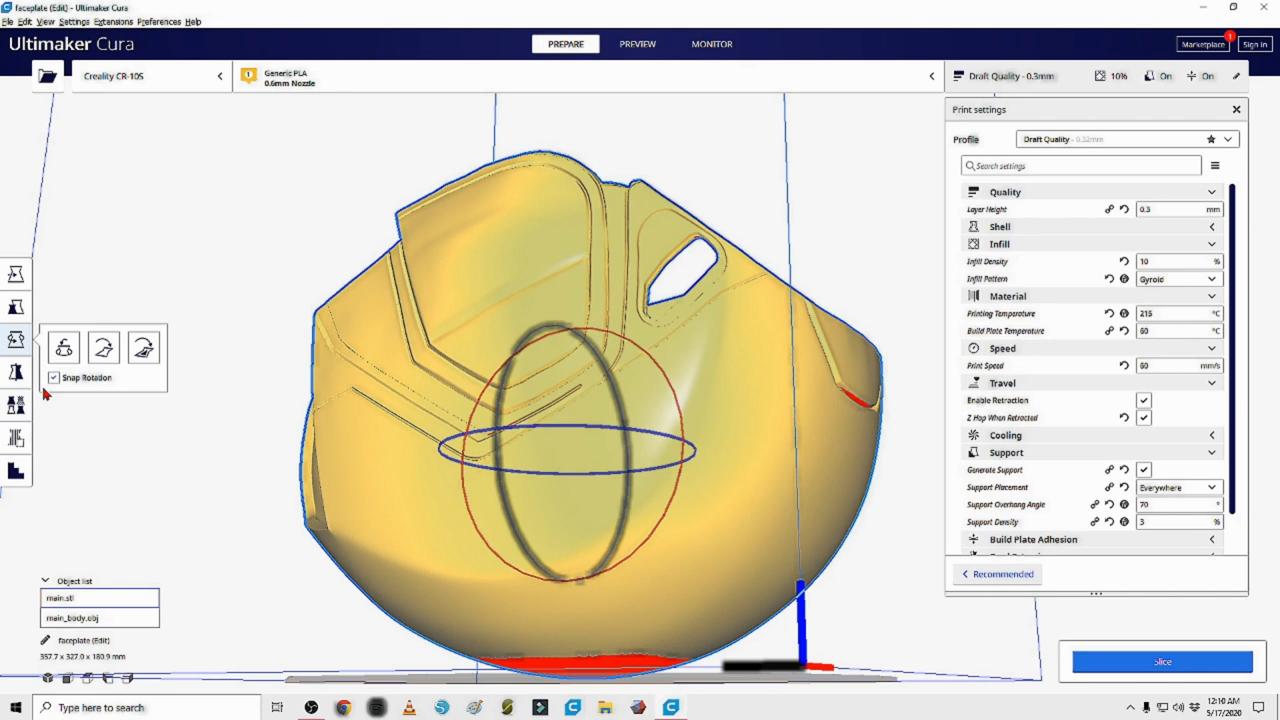 faceplate (Edit) - Ultimaker Cura
File Edit View Settings Extensions Preferences Help
Ultimaker Cura
PREPARE
PREVIEW
MONITOR
Marketplace
1
Sign in
Creality CR-10S
1
Generic PLA
0.6mm Nozzle
Draft Quality - 0.3mm
10%
On
On
Print settings
Profile
Draft Quality - 0.32mm
Search settings
Quality
Layer Height
0.3 mm
Shell
Infill
Infill Density
10 %
Infill Pattern
Gyroid
Material
Printing Temperature
215 °C
Build Plate Temperature
60 °C
Speed
Print Speed
60 mm/s
Travel
Enable Retraction
Z Hop When Retracted
Cooling
Support
Generate Support
Support Placement
Everywhere
Support Overhang Angle
70 °
Support Density
3 %
Build Plate Adhesion
Recommended
Snap Rotation
Object list
main.stl
main_body.obj
faceplate (Edit)
357.7 x 327.0 x 180.9 mm
Slice
Type here to search
12:10 AM
5/17/2020